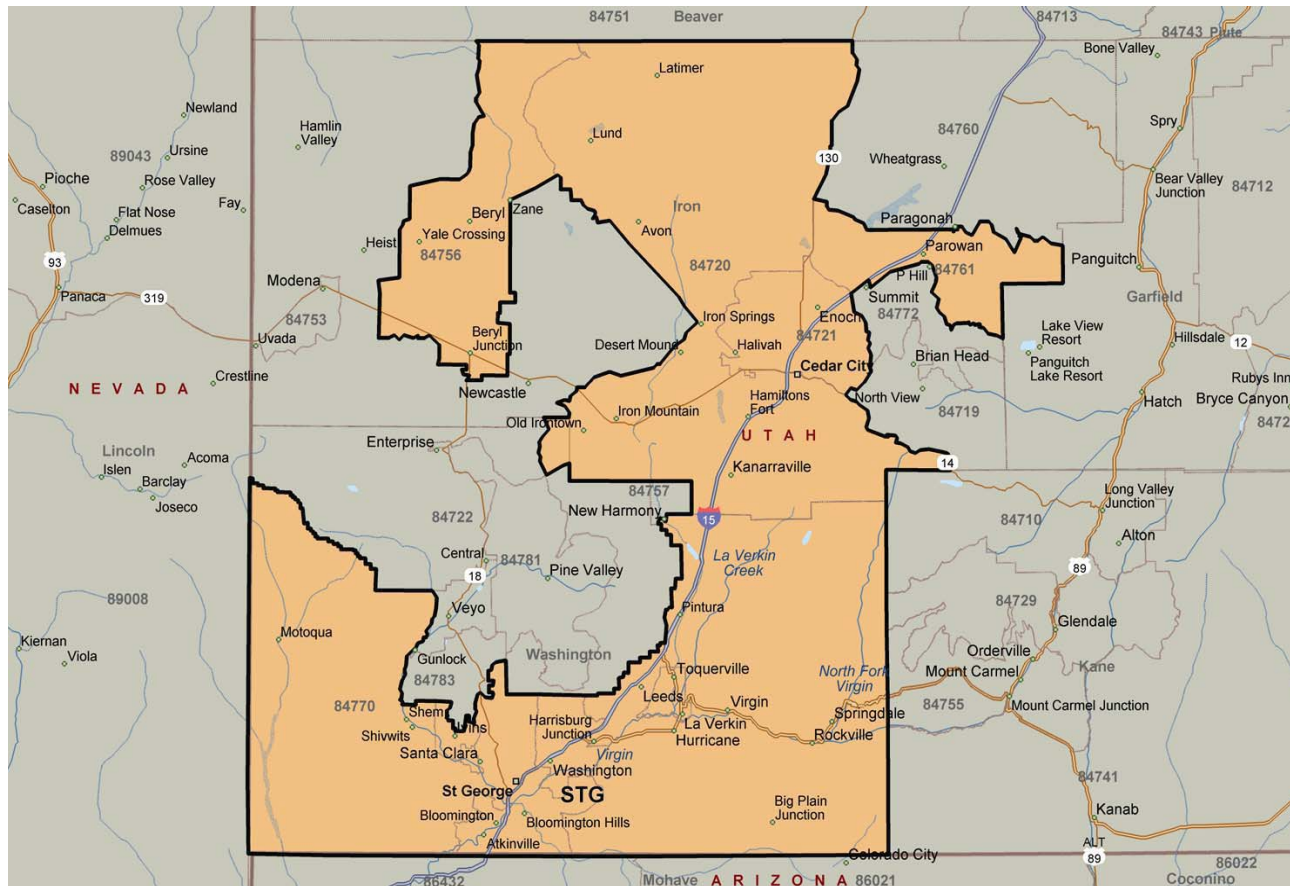 84751
Beaver
84713
84743
Piute
Bone Valley
Latimer
Newland
Hamlin
Valley
Lund
84760
Spry
89043
Ursine
130
Wheatgrass
Bear Valley
Junction
84712
Pioche
Rose Valley
Caselton
Flat Nose
Fay
Delmues
Zane
Iron
Beryl
Avon
Paragonah
Yale Crossing
Heist
84756
Parowan
84720
93
P Hill
84761
Panguitch
Modena
Panaca
319
Summit
Garfield
84753
Iron Springs
Enoch
84772
Lake View
Resort
Uvada
Beryl
Junction
84721
Hillsdale
12
Desert Mound
Halivah
Brian Head
Panguitch
Lake Resort
Cedar City
Rubys Inn
NEVADA
Crestline
Newcastle
North View
Hatch
Bryce Canyon
84719
Iron Mountain
Hamiltons
Fort
Old Irontown
UTAH
Enterprise
Lincoln
Acoma
14
Islen
Kanarraville
Barclay
84757
Joseco
New Harmony
Long Valley
Junction
84722
15
84710
Central
84781
La Verkin
Creek
Alton
18
Pine Valley
89
89008
84729
Veyo
Pintura
Glendale
Kiernan
Motoqua
Viola
Gunlock
Washington
Orderville
Toquerville
North Fork
Virgin
Mount Carmel
Kane
84783
Leeds
84770
Virgin
84755
Mount Carmel Junction
Harrisburg
Junction
La Verkin
Springdale
Shivwits
Hurricane
Rockville
Santa Clara
Virgin
Washington
84741
St George
STG
Big Plain
Junction
Bloomington
Bloomington Hills
Kanab
Atkinville
ALT
89
Colorado City
86432
Mohave
ARIZONA
86021
86022
Coconino